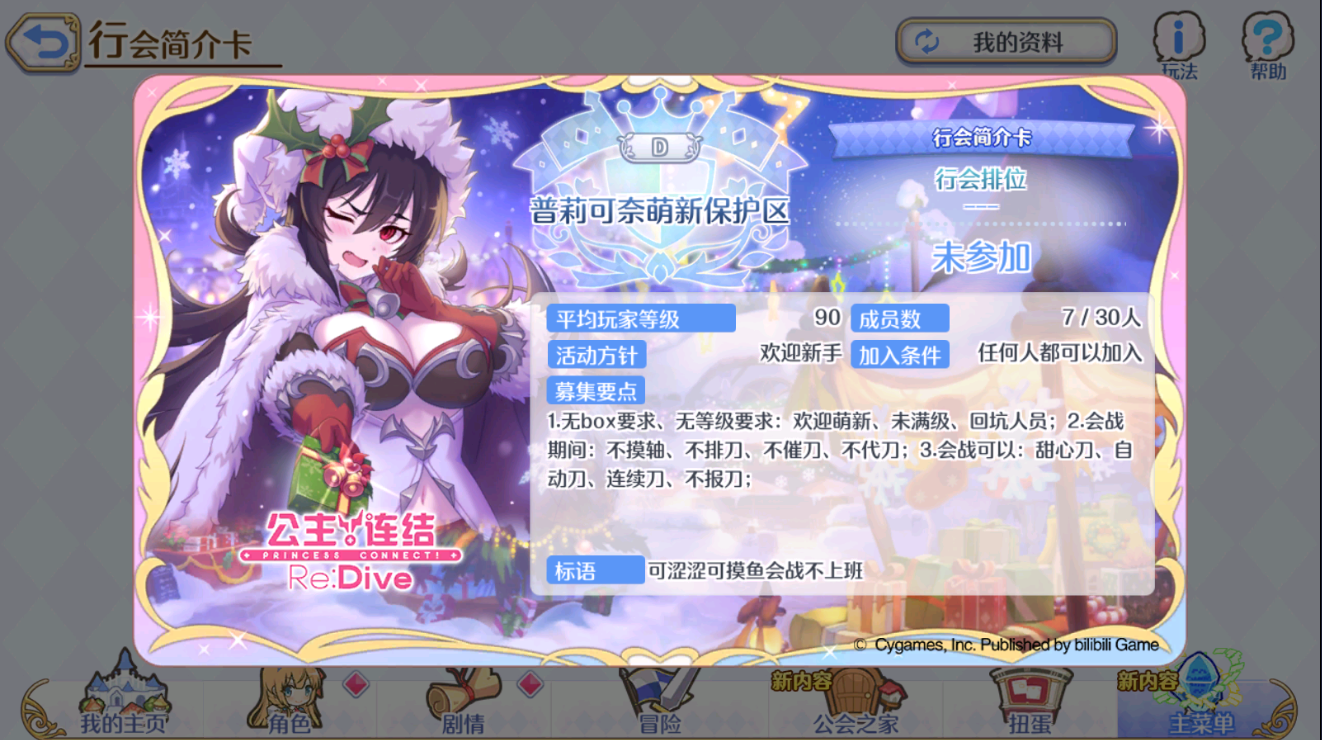 行会简介卡
我的资料
玩法
帮助
D
普莉可奈萌新保护区
行会简介卡
行会排位
——
未参加
平均玩家等级 90 成员数 7 / 30人
活动方针 欢迎新手 加入条件 任何人都可以加入
募集要点
1.无box要求、无等级要求：欢迎萌新、未满级、回坑人员；2.会战
期间：不摸轴、不排刀、不催刀、不代刀；3.会战可以：甜心刀、自
动刀、连续刀、不报刀；
标语 可涩涩可摸鱼会战不上班
公主连结
PRINCESS CONNECT!
Re:Dive
© Cygames, Inc. Published by bilibili Game
新内容 新内容
我的主页 角色 剧情 冒险 公会之家 扭蛋 主菜单